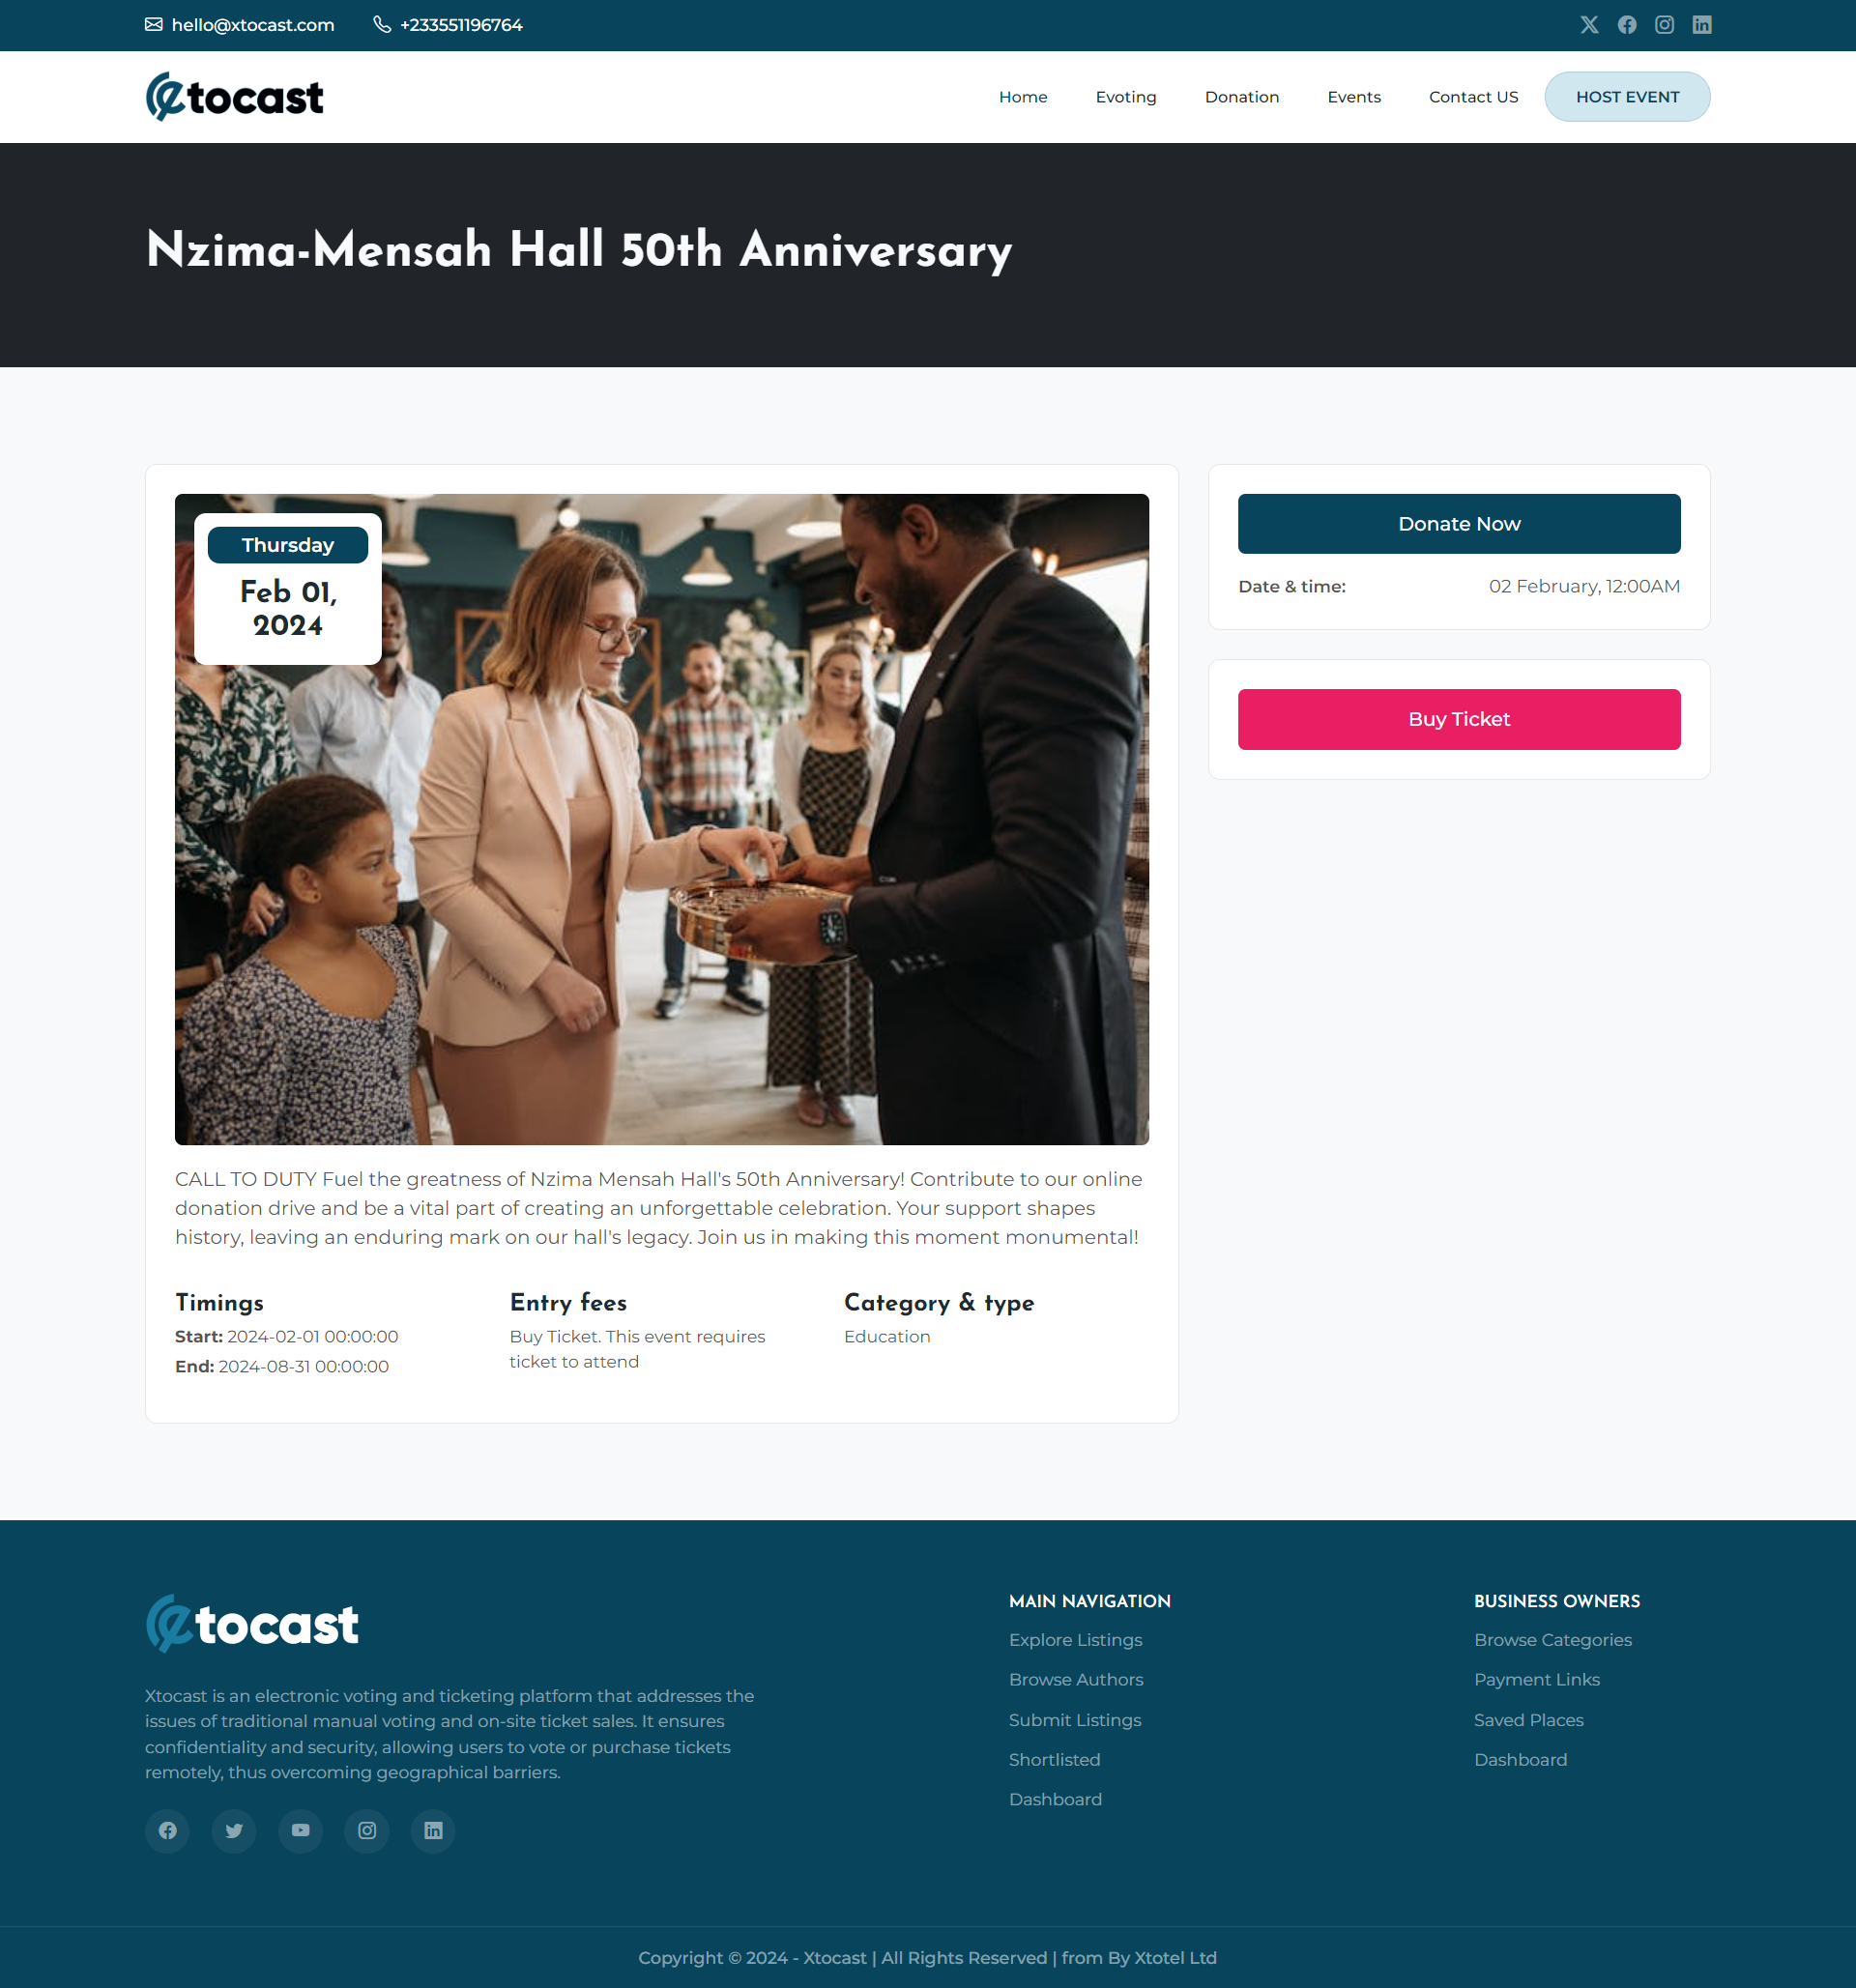 hello@xtocast.com +233551196764
tocast
Home Evoting Donation Events Contact US HOST EVENT
Nzima-Mensah Hall 50th Anniversary
Thursday
Feb 01,
2024
Donate Now
Date & time: 02 February, 12:00AM
Buy Ticket
CALL TO DUTY Fuel the greatness of Nzima Mensah Hall's 50th Anniversary! Contribute to our online
donation drive and be a vital part of creating an unforgettable celebration. Your support shapes
history, leaving an enduring mark on our hall's legacy. Join us in making this moment monumental!
Timings
Start: 2024-02-01 00:00:00
End: 2024-08-31 00:00:00
Entry fees
Buy Ticket. This event requires
ticket to attend
Category & type
Education
tocast
Xtocast is an electronic voting and ticketing platform that addresses the
issues of traditional manual voting and on-site ticket sales. It ensures
confidentiality and security, allowing users to vote or purchase tickets
remotely, thus overcoming geographical barriers.
MAIN NAVIGATION
Explore Listings
Browse Authors
Submit Listings
Shortlisted
Dashboard
BUSINESS OWNERS
Browse Categories
Payment Links
Saved Places
Dashboard
Copyright © 2024 - Xtocast | All Rights Reserved | from By Xtotel Ltd